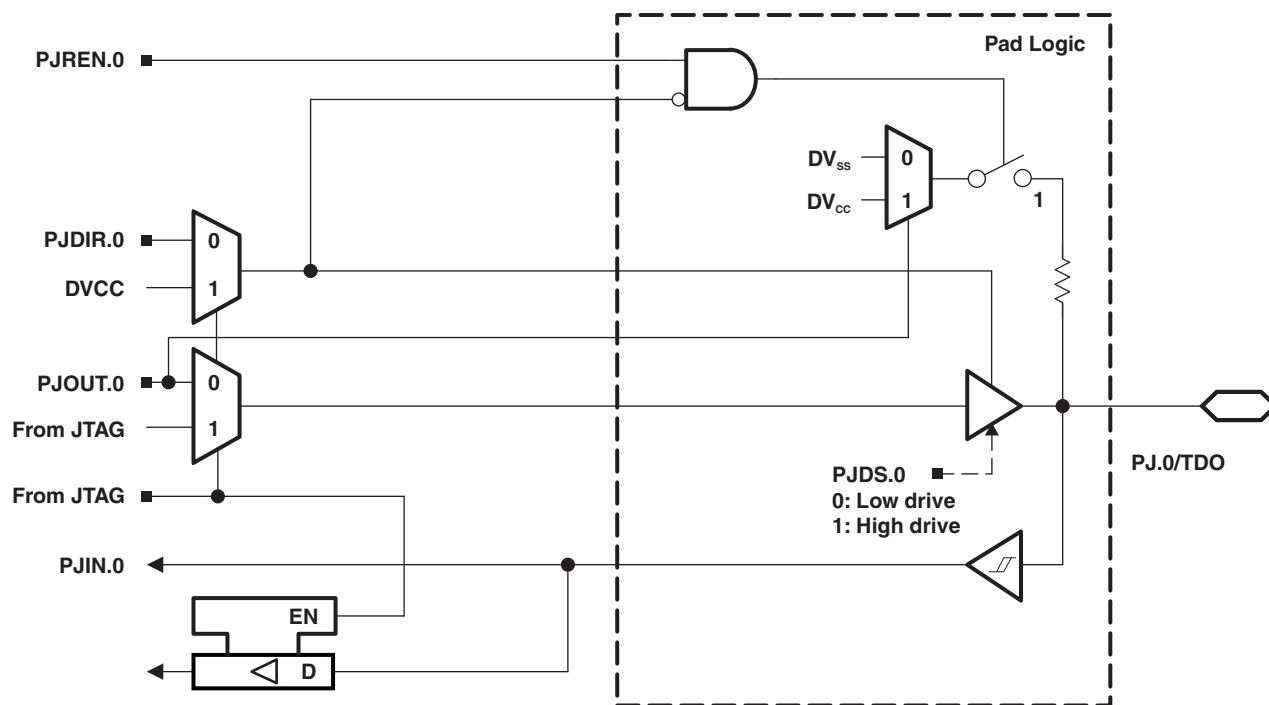 Pad Logic
PJREN.0
DVSS
0
DVCC
1
1
PJDIR.0
0
DVCC
1
PJOUT.0
0
From JTAG
1
PJDS.0
0: Low drive
1: High drive
PJ.0/TDO
From JTAG
PJIN.0
EN
D